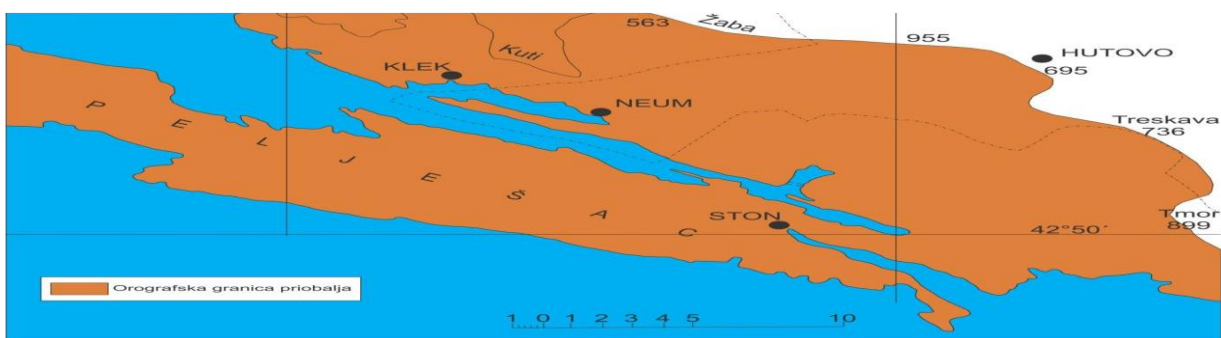 563
Žaba
955
HUTOVO
Kuti
KLEK
695
NEUM
Treskava
736
PELJEŠAC
STON
Tmor
899
42°50´
Orografska granica priobalja
1 0 1 2 3 4 5 10